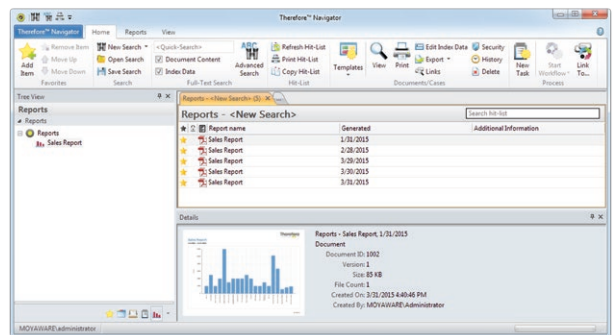 Therefore™ Navigator
Therefore™ Navigator Home Reports View
Add Item
Remove Item
Move Up
Move Down
Favorites
New Search
Open Search
Save Search
Search
<Quick-Search>
Document Content
Index Data
Advanced Search
Full-Text Search
Refresh Hit-List
Print Hit-List
Copy Hit-List
Hit-List
Templates
View
Print
Edit Index Data
Export
Links
Security
History
Delete
Documents/Cases
New Task
Start Workflow
Link To...
Process
Tree View
Reports
Reports
Reports
Sales Report
Reports - <New Search> (5)
Reports - <New Search>
Search hit-list
Report name Generated Additional Information
Sales Report 1/31/2015
Sales Report 2/28/2015
Sales Report 3/29/2015
Sales Report 3/30/2015
Sales Report 3/31/2015
Details
Reports - Sales Report, 1/31/2015
Document
Document ID: 1002
Version: 1
Size: 85 KB
File Count: 1
Created On: 3/31/2015 4:40:46 PM
Created By: MOYAWARE\Administrator
MOYAWARE\administrator